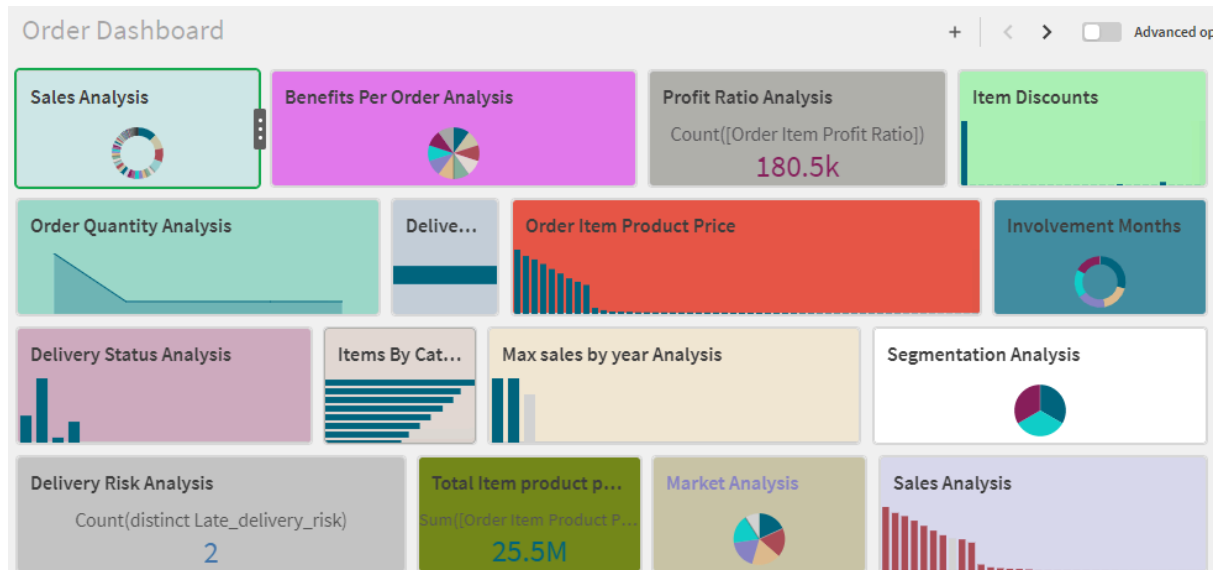 Order Dashboard
Advanced op
Sales Analysis
Benefits Per Order Analysis
Profit Ratio Analysis
Count([Order Item Profit Ratio])
180.5k
Item Discounts
Order Quantity Analysis
Delive...
Order Item Product Price
Involvement Months
Delivery Status Analysis
Items By Cat...
Max sales by year Analysis
Segmentation Analysis
Delivery Risk Analysis
Count(distinct Late_delivery_risk)
2
Total Item product p...
Sum([Order Item Product P...
25.5M
Market Analysis
Sales Analysis